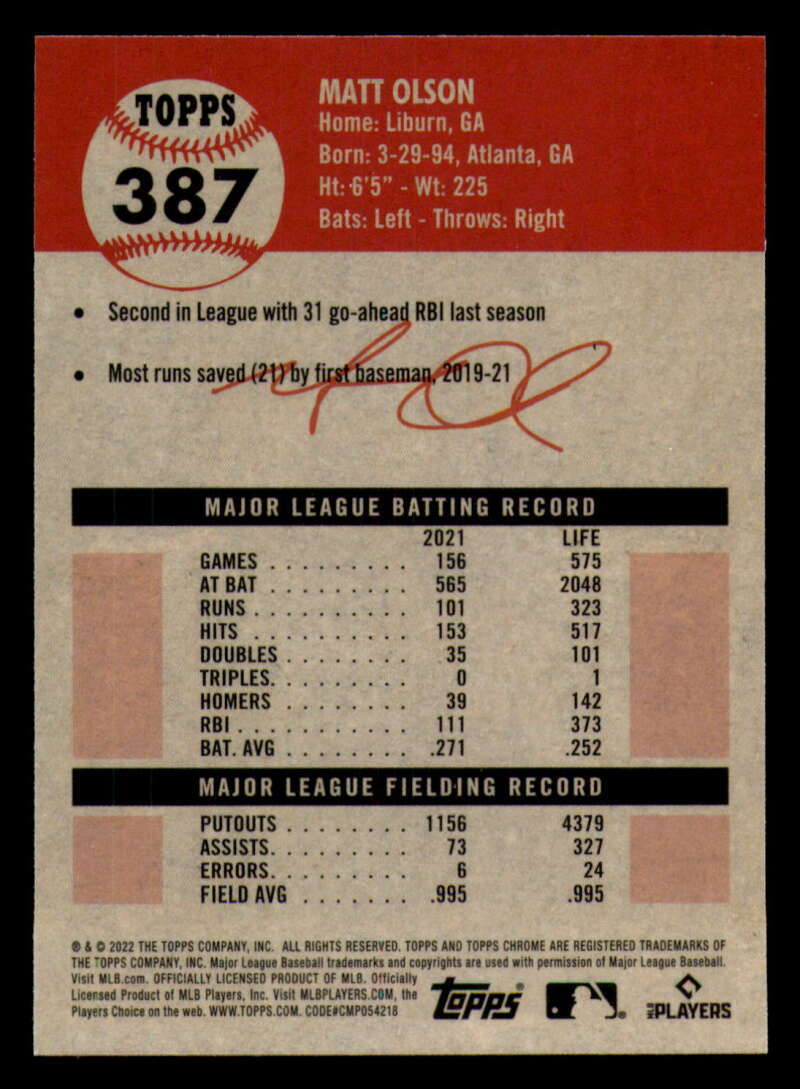 TOPPS
387
MATT OLSON
Home: Liburn, GA
Born: 3-29-94, Atlanta, GA
Ht: 6'5" - Wt: 225
Bats: Left - Throws: Right
• Second in League with 31 go-ahead RBI last season
• Most runs saved (21) by first baseman, 2019-21
MAJOR LEAGUE BATTING RECORD
2021 LIFE
GAMES . . . . . . . . . 156 575
AT BAT . . . . . . . . . 565 2048
RUNS . . . . . . . . . . 101 323
HITS . . . . . . . . . . 153 517
DOUBLES . . . . . . . . 35 101
TRIPLES. . . . . . . . . 0 1
HOMERS . . . . . . . . 39 142
RBI . . . . . . . . . . . 111 373
BAT. AVG . . . . . . . . .271 .252
MAJOR LEAGUE FIELDING RECORD
PUTOUTS . . . . . . . . 1156 4379
ASSISTS. . . . . . . . . 73 327
ERRORS. . . . . . . . . 6 24
FIELD AVG . . . . . . . .995 .995
® & © 2022 THE TOPPS COMPANY, INC. ALL RIGHTS RESERVED. TOPPS AND TOPPS CHROME ARE REGISTERED TRADEMARKS OF
THE TOPPS COMPANY, INC. Major League Baseball trademarks and copyrights are used with permission of Major League Baseball.
Visit MLB.com. OFFICIALLY LICENSED PRODUCT OF MLB. Officially
Licensed Product of MLB Players, Inc. Visit MLBPLAYERS.COM, the
Players Choice on the web. WWW.TOPPS.COM. CODE#CMP054218
Topps
MLB PLAYERS